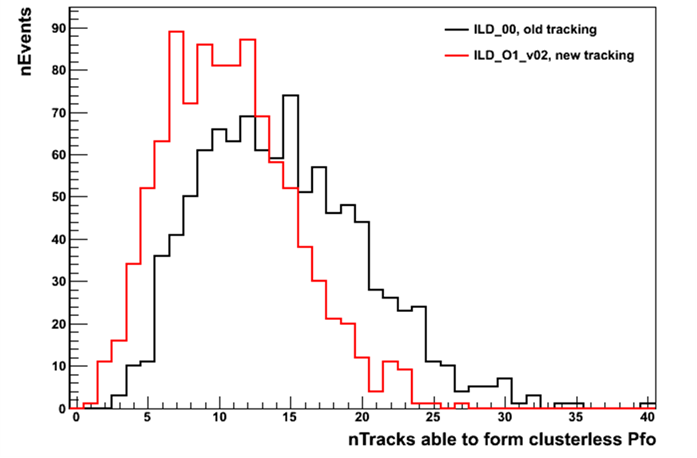 nEvents
90
80
70
60
50
40
30
20
10
0
ILD_00, old tracking
ILD_O1_v02, new tracking
0 5 10 15 20 25 30 35 40
nTracks able to form clusterless Pfo